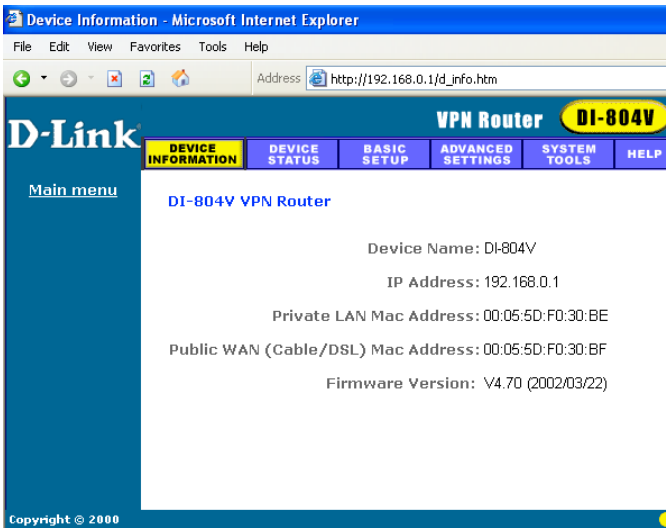 Device Information - Microsoft Internet Explorer
File Edit View Favorites Tools Help
Address http://192.168.0.1/d_info.htm
D-Link
VPN Router DI-804V
DEVICE INFORMATION DEVICE STATUS BASIC SETUP ADVANCED SETTINGS SYSTEM TOOLS HELP
Main menu
DI-804V VPN Router
Device Name: DI-804V
IP Address: 192.168.0.1
Private LAN Mac Address: 00:05:5D:F0:30:BE
Public WAN (Cable/DSL) Mac Address: 00:05:5D:F0:30:BF
Firmware Version: V4.70 (2002/03/22)
Copyright © 2000